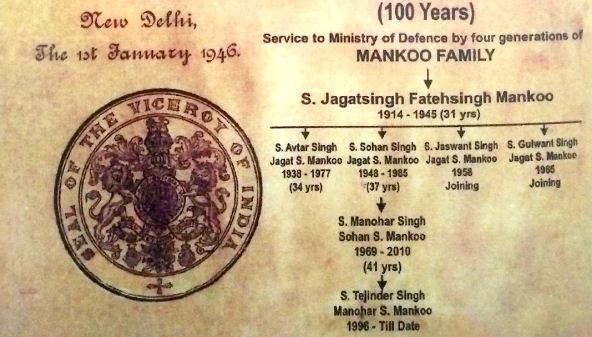 New Delhi,
The 1st January 1946.
SEAL OF THE VICEROY OF INDIA
(100 Years)
Service to Ministry of Defence by four generations of
MANKOO FAMILY
S. Jagatsingh Fatehsingh Mankoo
1914 - 1945 (31 yrs)
S. Avtar Singh
Jagat S. Mankoo
1938 - 1977
(34 yrs)
S. Sohan Singh
Jagat S. Mankoo
1948 - 1985
(37 yrs)
S. Jaswant Singh
Jagat S. Mankoo
1958
Joining
S. Gulwant Singh
Jagat S. Mankoo
1965
Joining
S. Manohar Singh
Sohan S. Mankoo
1969 - 2010
(41 yrs)
S. Tejinder Singh
Manohar S. Mankoo
1996 - Till Date